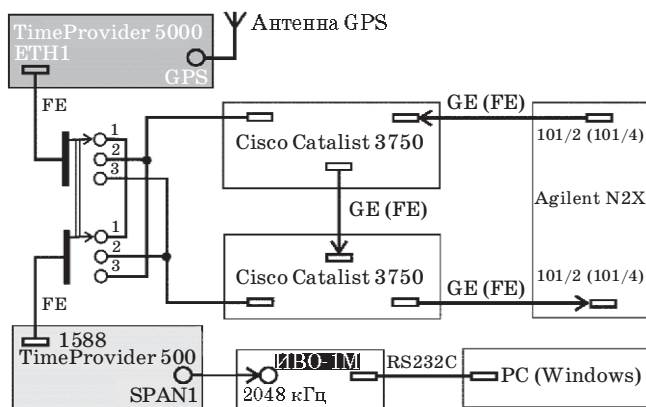 TimeProvider 5000
ETH1
GPS
Антенна GPS
FE
1
2
3
1
2
3
FE
Cisco Catalist 3750
GE (FE)
101/2 (101/4)
GE (FE)
Agilent N2X
Cisco Catalist 3750
101/2 (101/4)
GE (FE)
1588
TimeProvider 500
SPAN1
ИВО-1М
2048 кГц
RS232C
PC (Windows)